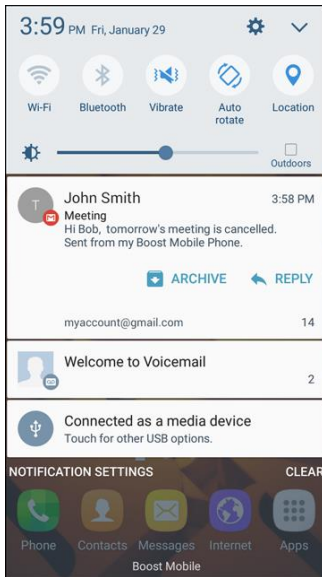 3:59 PM Fri, January 29
Wi-Fi
Bluetooth
Vibrate
Auto
rotate
Location
Outdoors
T
John Smith 3:58 PM
Meeting
Hi Bob, tomorrow's meeting is cancelled.
Sent from my Boost Mobile Phone.
ARCHIVE REPLY
myaccount@gmail.com 14
Welcome to Voicemail
2
Connected as a media device
Touch for other USB options.
NOTIFICATION SETTINGS CLEAR
Phone Contacts Messages Internet Apps
Boost Mobile